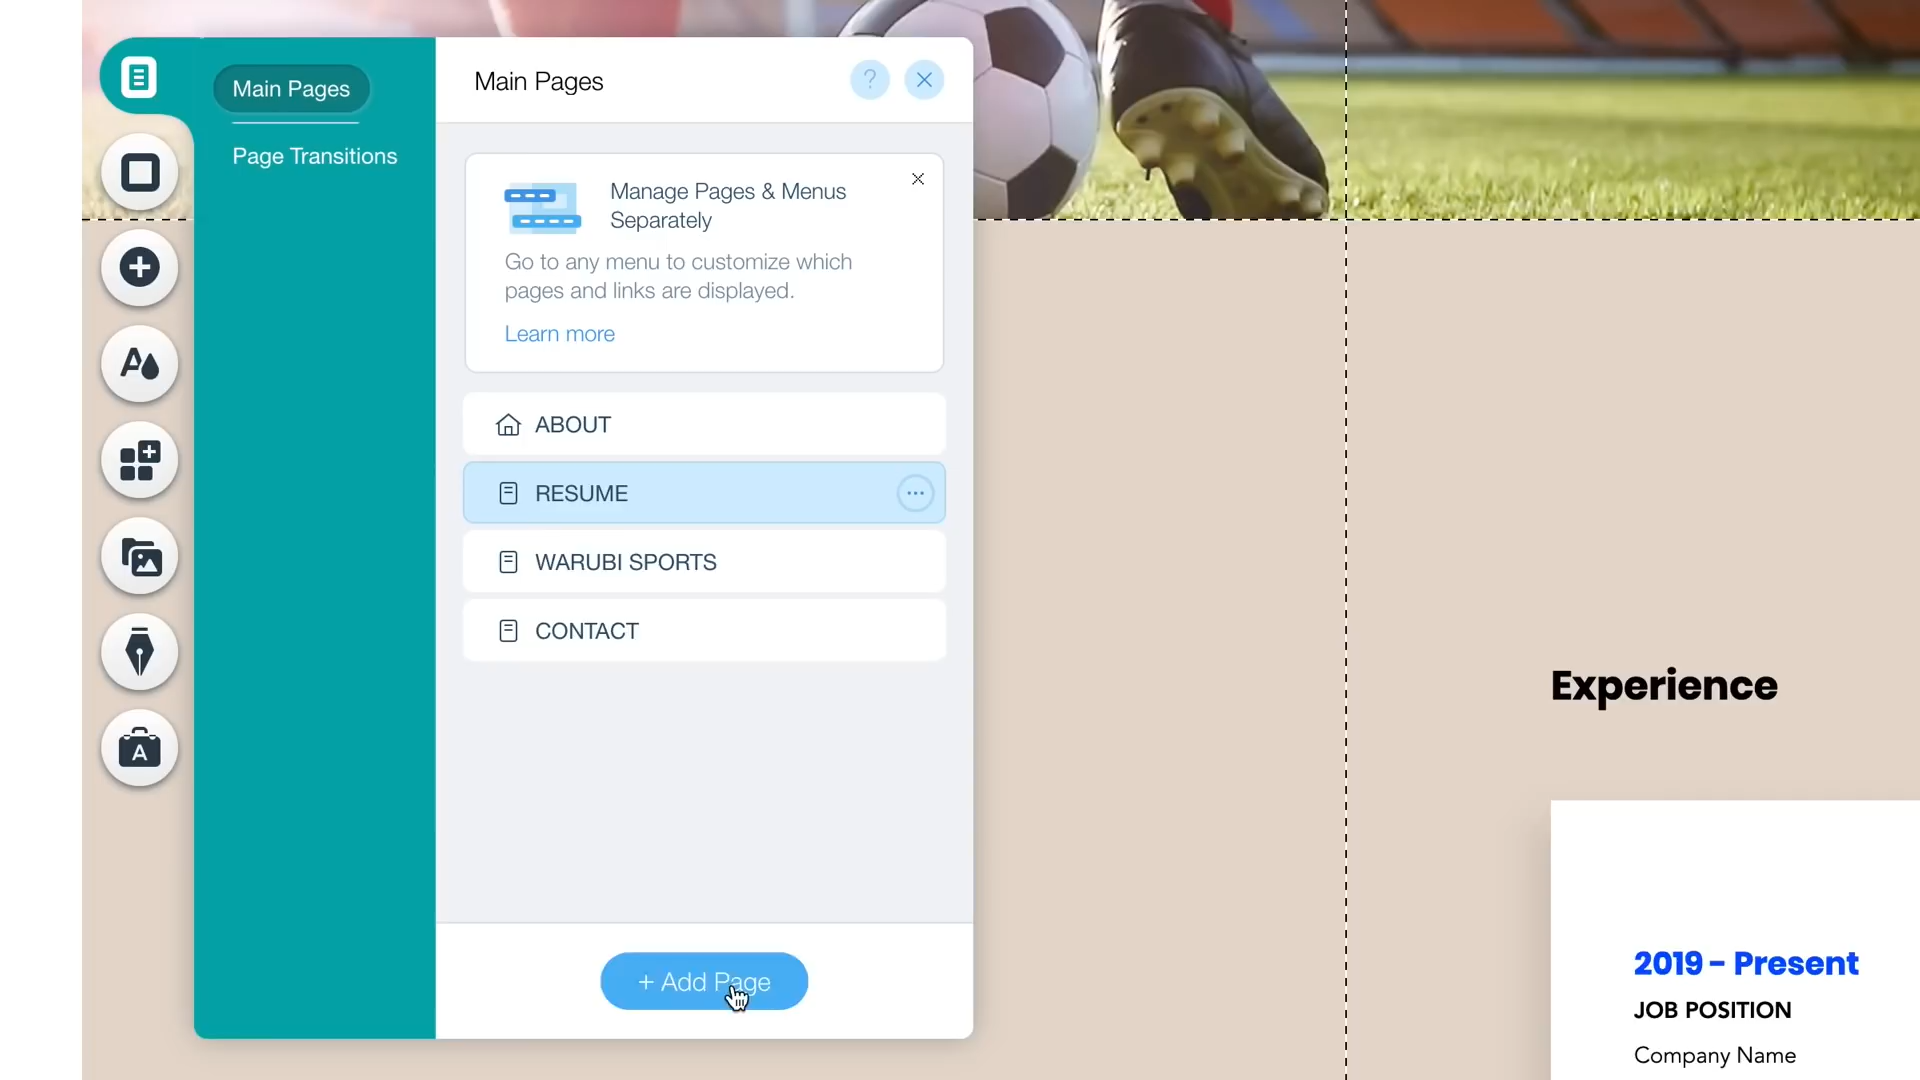 Main Pages
Page Transitions
Main Pages
?
Manage Pages & Menus
Separately
Go to any menu to customize which
pages and links are displayed.
Learn more
ABOUT
RESUME
WARUBI SPORTS
CONTACT
+ Add Page
A
A
Experience
2019 - Present
JOB POSITION
Company Name